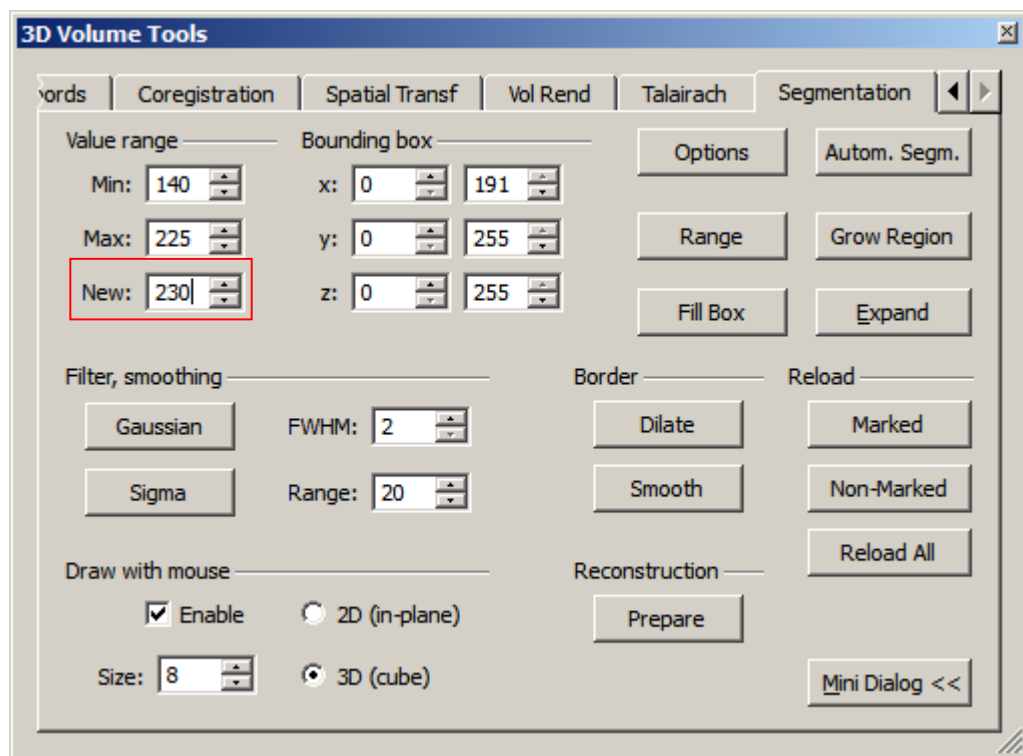 3D Volume Tools
ords Coregistration Spatial Transf Vol Rend Talairach Segmentation
Value range Bounding box Options Autom. Segm.
Min: 140 x: 0 191
Max: 225 y: 0 255 Range Grow Region
New: 230 z: 0 255 Fill Box Expand
Filter, smoothing Border Reload
Gaussian FWHM: 2 Dilate Marked
Sigma Range: 20 Smooth Non-Marked
Reload All
Draw with mouse Reconstruction
Enable 2D (in-plane) Prepare
Size: 8 3D (cube) Mini Dialog <<